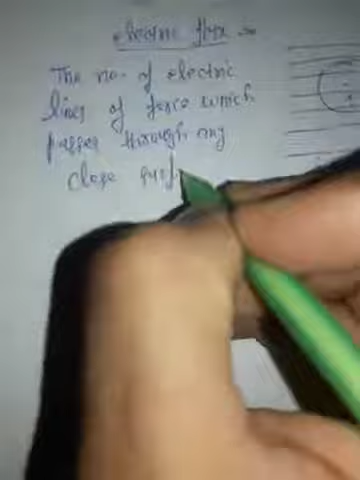 electric flux :-
The no. of electric
lines of force which
passes through any
close surf